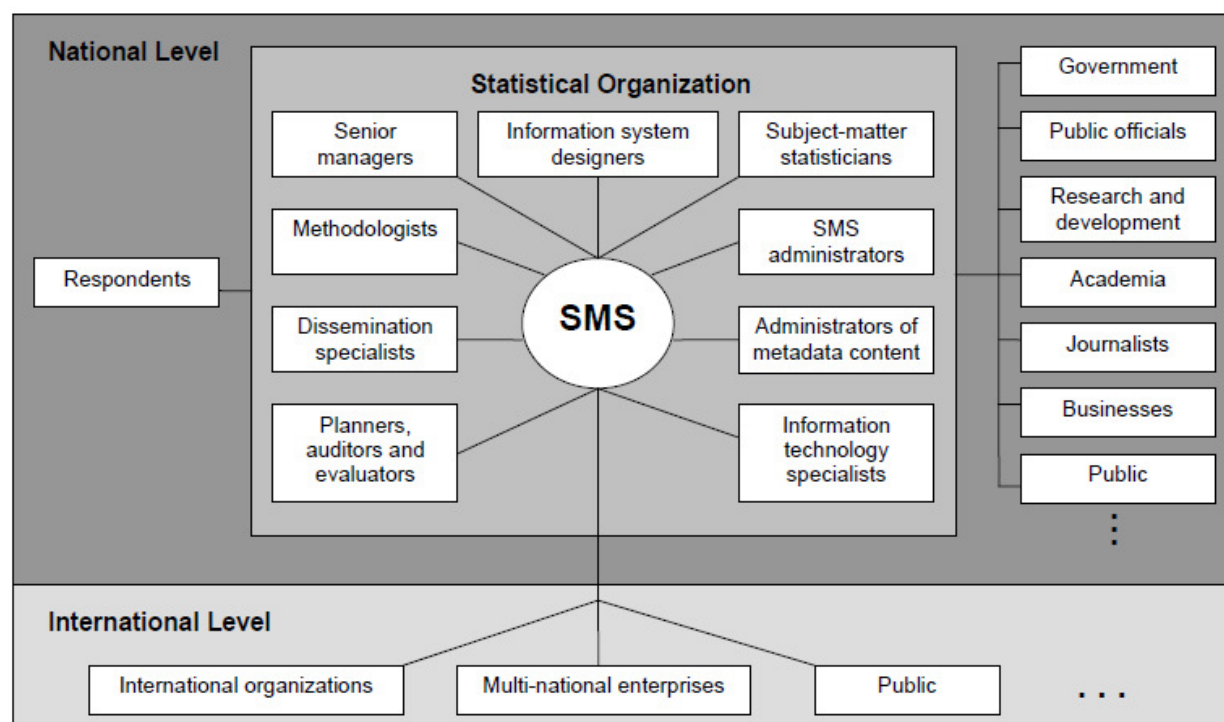 National Level
Statistical Organization
Senior
managers
Information system
designers
Subject-matter
statisticians
Methodologists
SMS
administrators
Respondents
SMS
Dissemination
specialists
Administrators of
metadata content
Planners,
auditors and
evaluators
Information
technology
specialists
Government
Public officials
Research and
development
Academia
Journalists
Businesses
Public
⋮
International Level
International organizations
Multi-national enterprises
Public
. . .